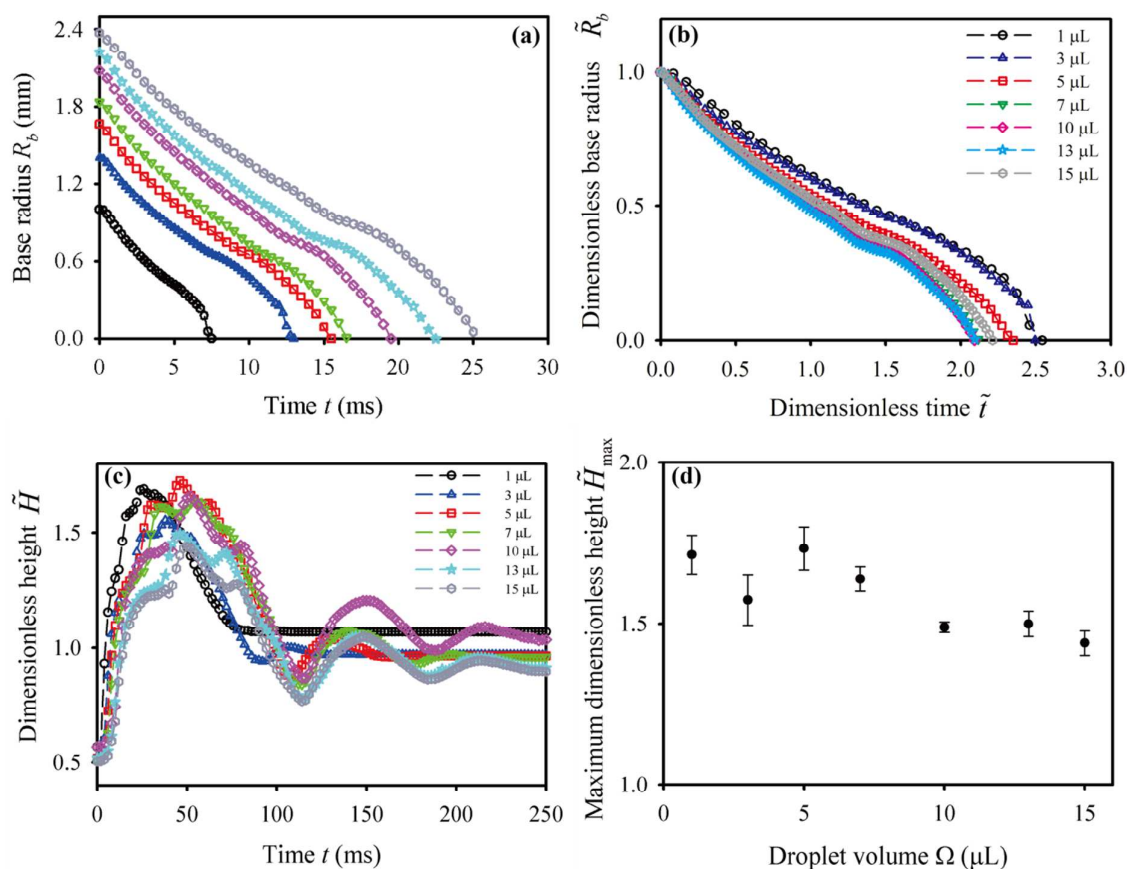 (a)
Base radius R_b (mm)
2.4
1.8
1.2
0.6
0.0
0 5 10 15 20 25 30
Time t (ms)
(b)
Dimensionless base radius R̃_b
1.0
0.5
0.0
0.0 0.5 1.0 1.5 2.0 2.5 3.0
Dimensionless time t̃
1 μL
3 μL
5 μL
7 μL
10 μL
13 μL
15 μL
(c)
Dimensionless height H̃
1.5
1.0
0.5
0 50 100 150 200 250
Time t (ms)
1 μL
3 μL
5 μL
7 μL
10 μL
13 μL
15 μL
(d)
Maximum dimensionless height H̃_max
2.0
1.5
1.0
0 5 10 15
Droplet volume Ω (μL)